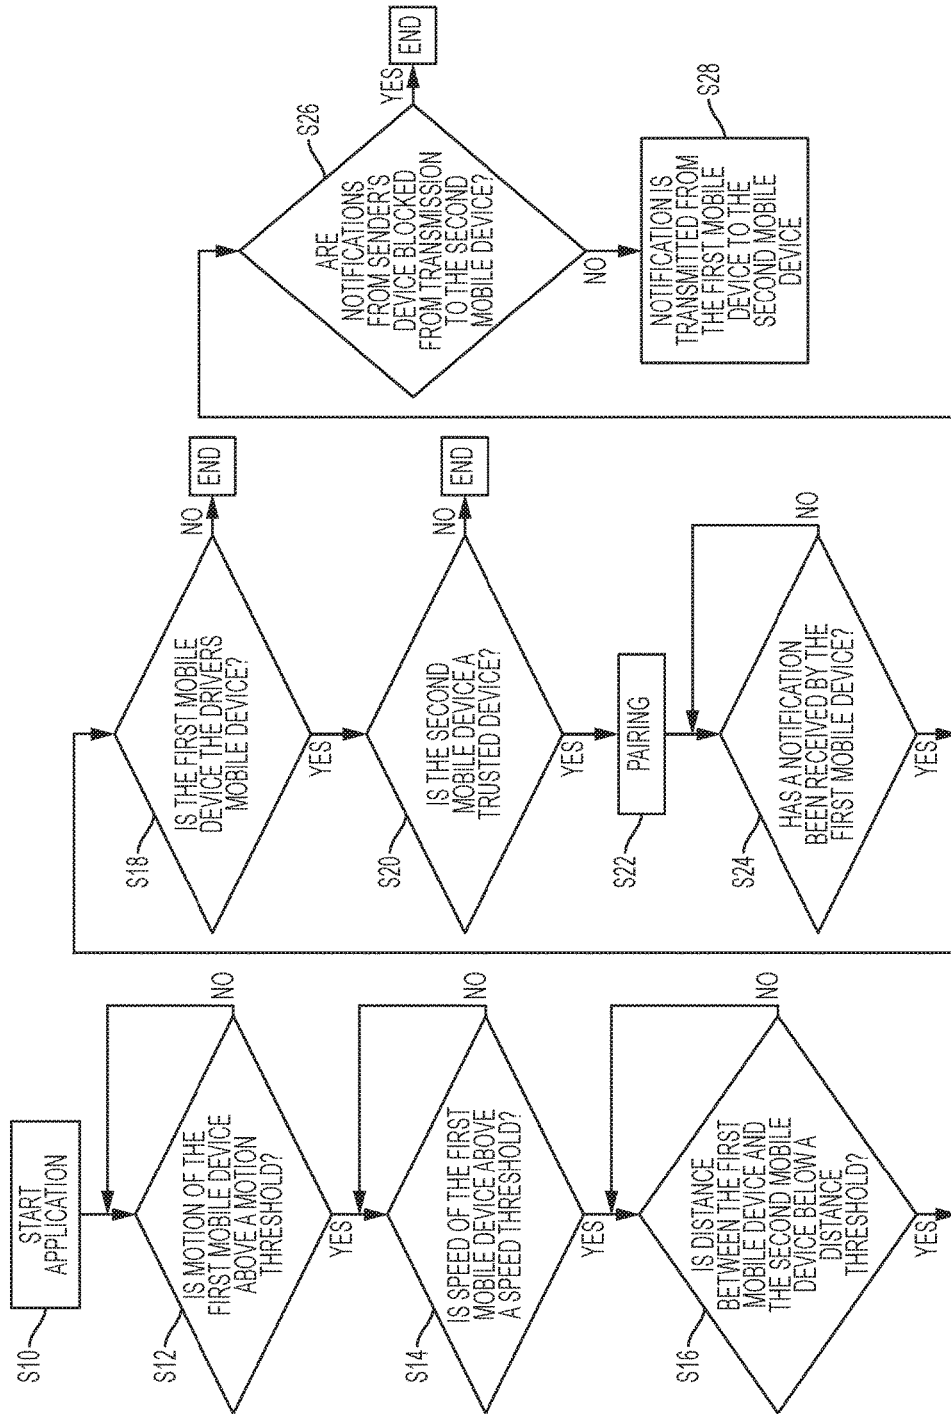 S10
START
APPLICATION
S12
IS MOTION OF THE
FIRST MOBILE DEVICE
ABOVE A MOTION
THRESHOLD?
NO
YES
S14
IS SPEED OF THE FIRST
MOBILE DEVICE ABOVE
A SPEED THRESHOLD?
NO
YES
S16
IS DISTANCE
BETWEEN THE FIRST
MOBILE DEVICE AND
THE SECOND MOBILE
DEVICE BELOW A
DISTANCE
THRESHOLD?
NO
YES
S18
IS THE FIRST MOBILE
DEVICE THE DRIVERS
MOBILE DEVICE?
NO
END
YES
S20
IS THE SECOND
MOBILE DEVICE A
TRUSTED DEVICE?
NO
END
YES
S22
PAIRING
S24
HAS A NOTIFICATION
BEEN RECEIVED BY THE
FIRST MOBILE DEVICE?
NO
YES
S26
ARE
NOTIFICATIONS
FROM SENDER'S
DEVICE BLOCKED
FROM TRANSMISSION
TO THE SECOND
MOBILE DEVICE?
YES
END
NO
S28
NOTIFICATION IS
TRANSMITTED FROM
THE FIRST MOBILE
DEVICE TO THE
SECOND MOBILE
DEVICE